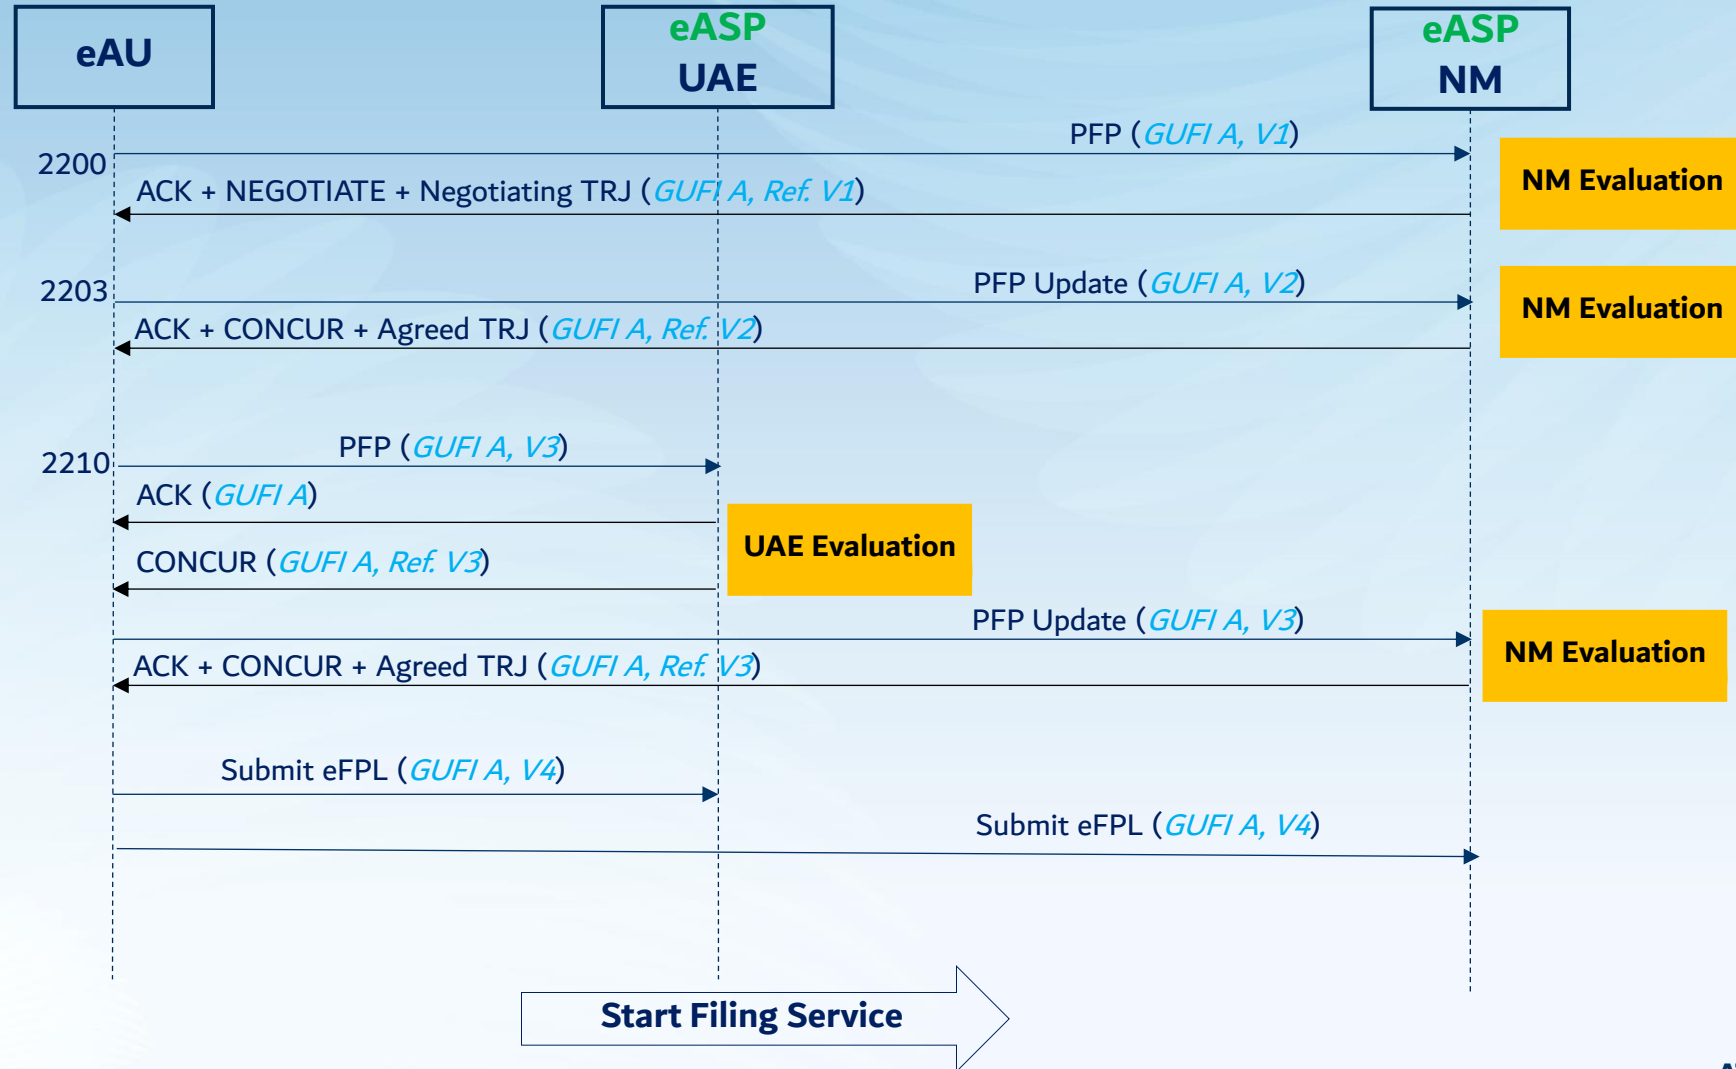 eAU
eASP
UAE
eASP
NM
PFP (GUFI A, V1)
2200
NM Evaluation
ACK + NEGOTIATE + Negotiating TRJ (GUFI A, Ref. V1)
PFP Update (GUFI A, V2)
2203
NM Evaluation
ACK + CONCUR + Agreed TRJ (GUFI A, Ref. V2)
PFP (GUFI A, V3)
2210
ACK (GUFI A)
UAE Evaluation
CONCUR (GUFI A, Ref. V3)
PFP Update (GUFI A, V3)
NM Evaluation
ACK + CONCUR + Agreed TRJ (GUFI A, Ref. V3)
Submit eFPL (GUFI A, V4)
Submit eFPL (GUFI A, V4)
Start Filing Service